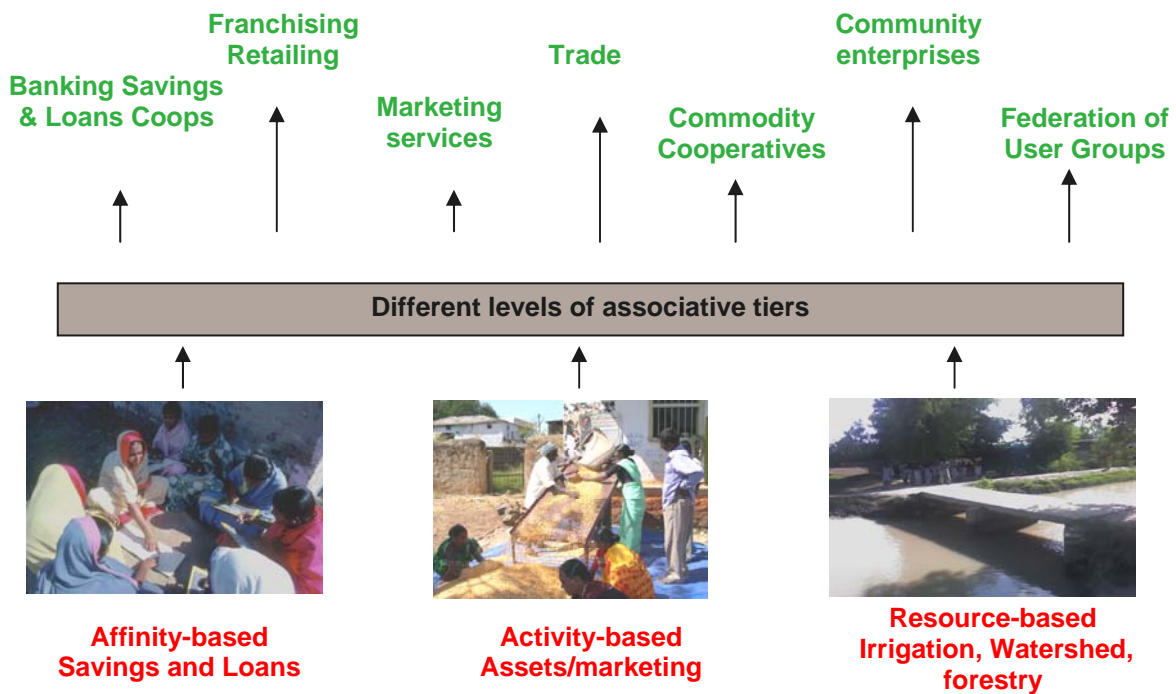 Franchising
Retailing
Banking Savings
& Loans Coops
Marketing
services
Trade
Commodity
Cooperatives
Community
enterprises
Federation of
User Groups
Different levels of associative tiers
Affinity-based
Savings and Loans
Activity-based
Assets/marketing
Resource-based
Irrigation, Watershed,
forestry